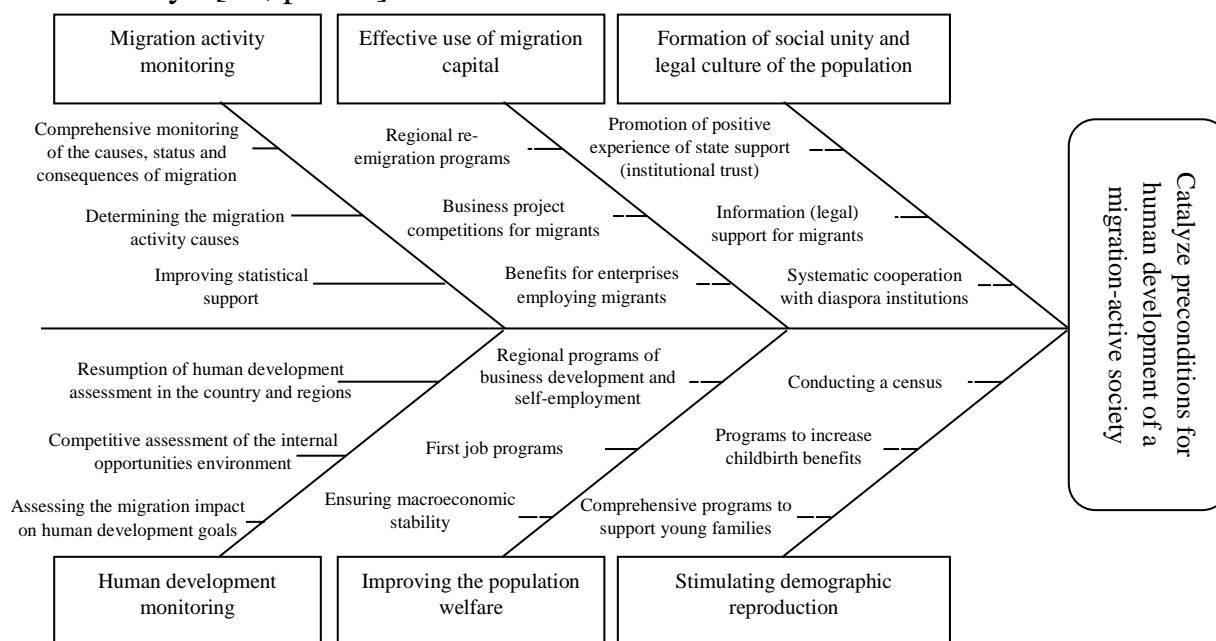 Migration activity
monitoring
Effective use of migration
capital
Formation of social unity and
legal culture of the population
Comprehensive monitoring
of the causes, status and
consequences of migration
Determining the migration
activity causes
Improving statistical
support
Regional re-
emigration programs
Business project
competitions for migrants
Benefits for enterprises
employing migrants
Promotion of positive
experience of state support
(institutional trust)
Information (legal)
support for migrants
Systematic cooperation
with diaspora institutions
Catalyze preconditions for
human development of a
migration-active society
Resumption of human development
assessment in the country and regions
Competitive assessment of the internal
opportunities environment
Assessing the migration impact
on human development goals
Regional programs of
business development and
self-employment
First job programs
Ensuring macroeconomic
stability
Conducting a census
Programs to increase
childbirth benefits
Comprehensive programs to
support young families
Human development
monitoring
Improving the population
welfare
Stimulating demographic
reproduction